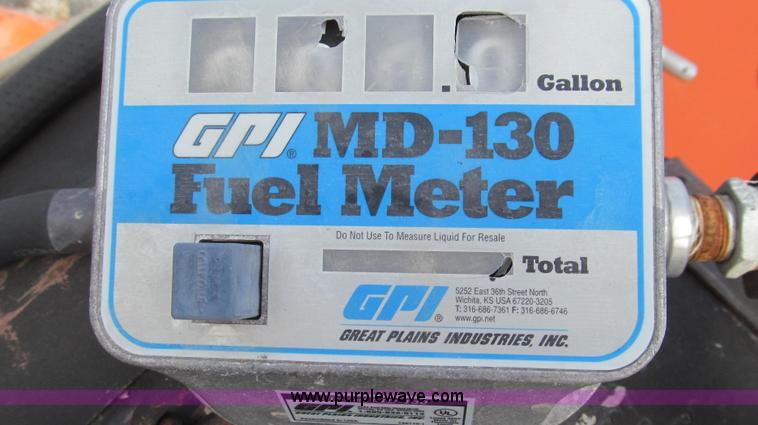 Gallon
GPI® MD-130
Fuel Meter
Do Not Use To Measure Liquid For Resale
Total
GPI®
5252 East 36th Street North
Wichita, KS USA 67220-3205
T: 316-686-7361 F: 316-686-6746
www.gpi.net
GREAT PLAINS INDUSTRIES, INC.
www.purplewave.com
GPI
UL